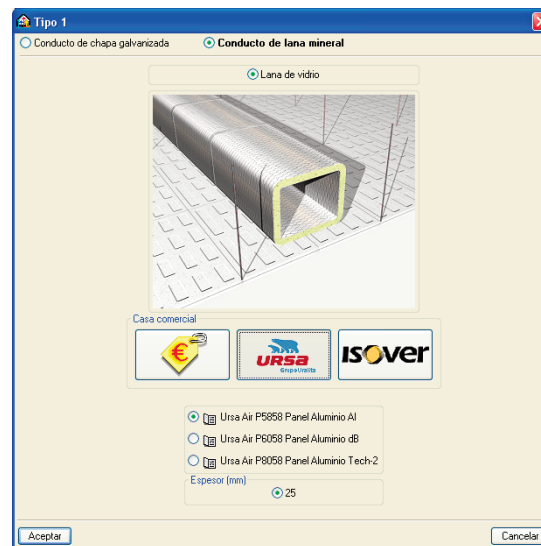 Tipo 1
Conducto de chapa galvanizada Conducto de lana mineral
Lana de vidrio
Casa comercial
€ URSA ISOVER
Grupo Uralita
Ursa Air P5858 Panel Aluminio Al
Ursa Air P6058 Panel Aluminio dB
Ursa Air P8058 Panel Aluminio Tech-2
Espesor (mm)
25
Aceptar Cancelar